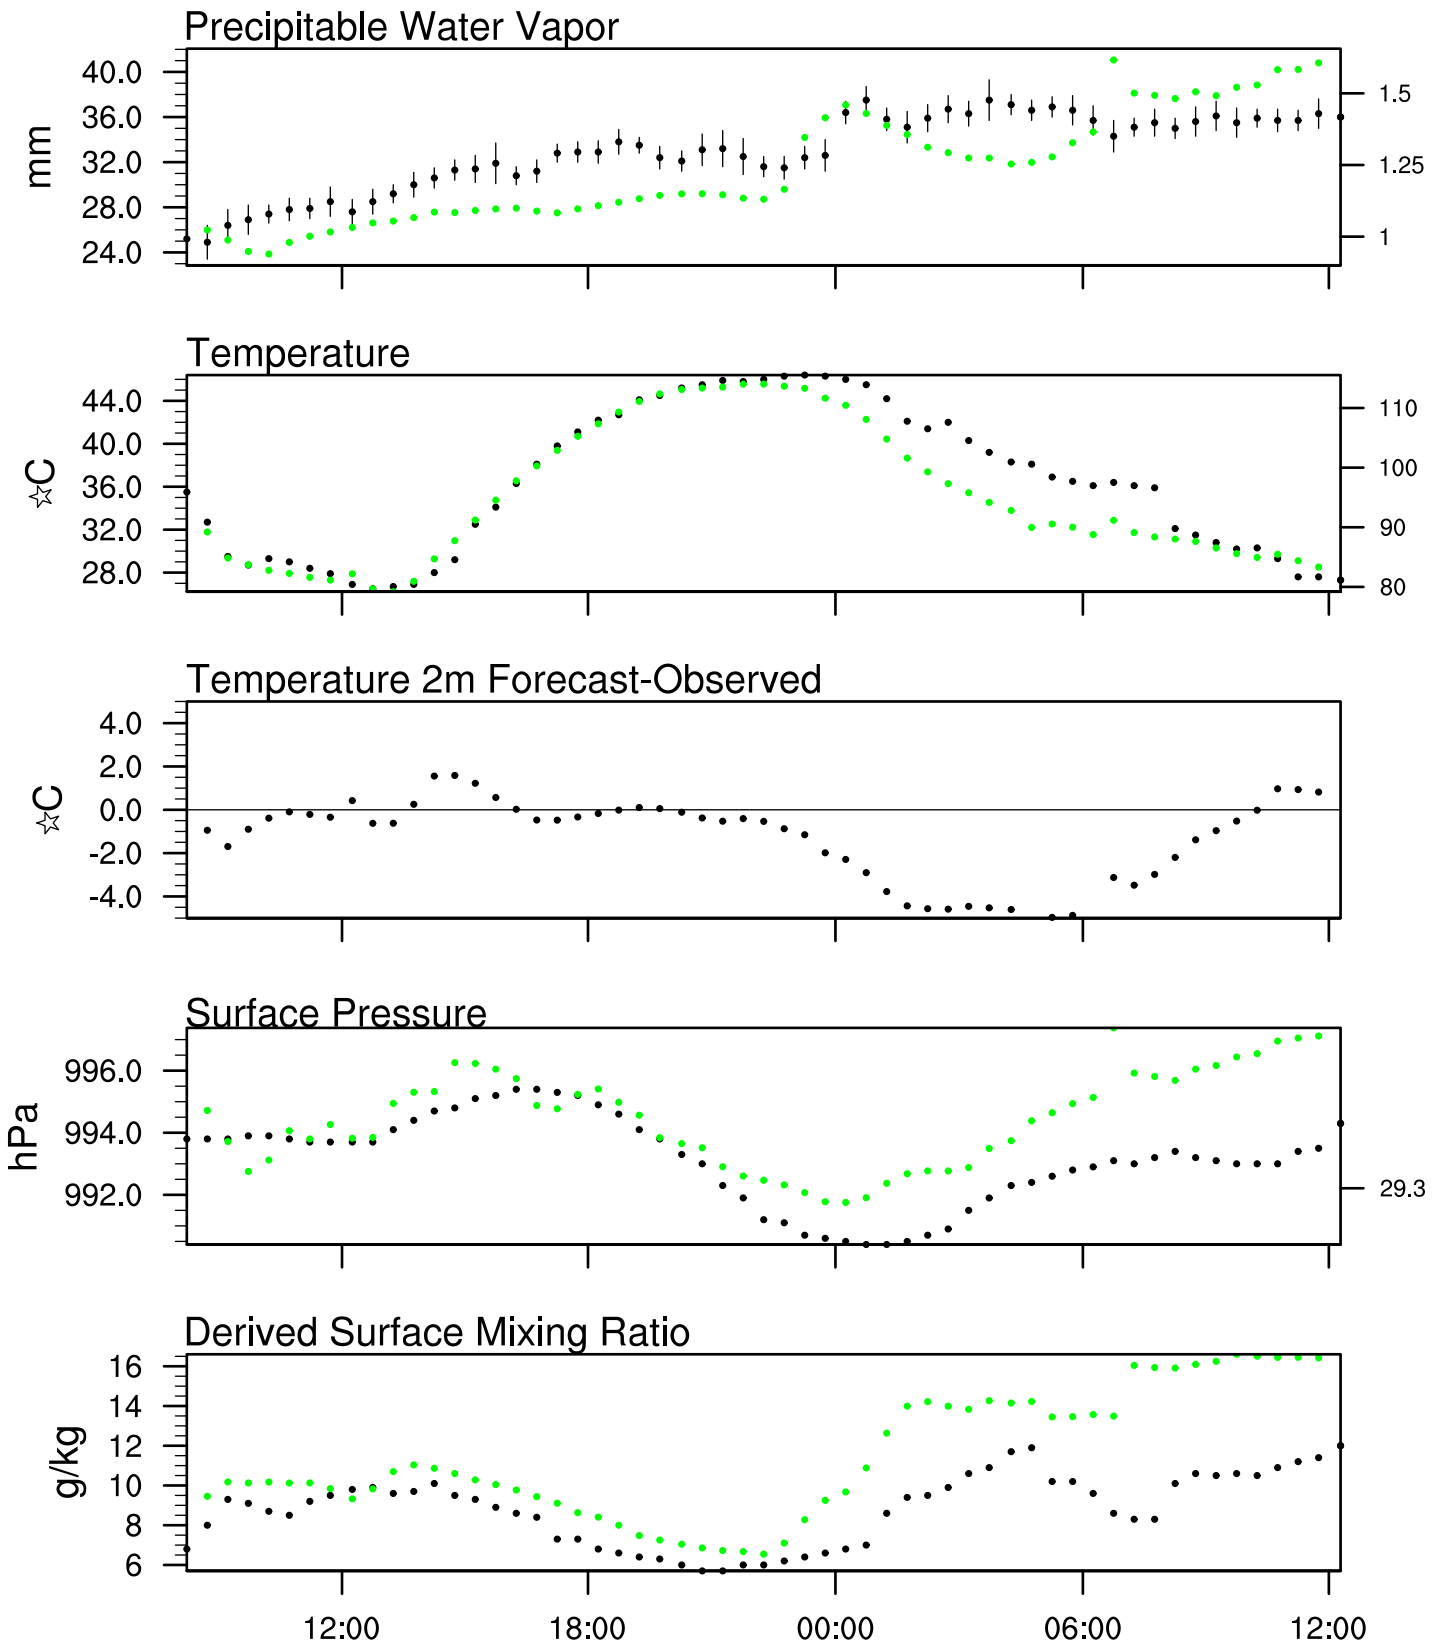 Precipitable Water Vapor
40.0
36.0
32.0
28.0
24.0
mm
1.5
1.25
1
Temperature
44.0
40.0
36.0
32.0
28.0
☆C
110
100
90
80
Temperature 2m Forecast-Observed
4.0
2.0
0.0
-2.0
-4.0
☆C
Surface Pressure
996.0
994.0
992.0
hPa
29.3
Derived Surface Mixing Ratio
16
14
12
10
8
6
g/kg
12:00 18:00 00:00 06:00 12:00